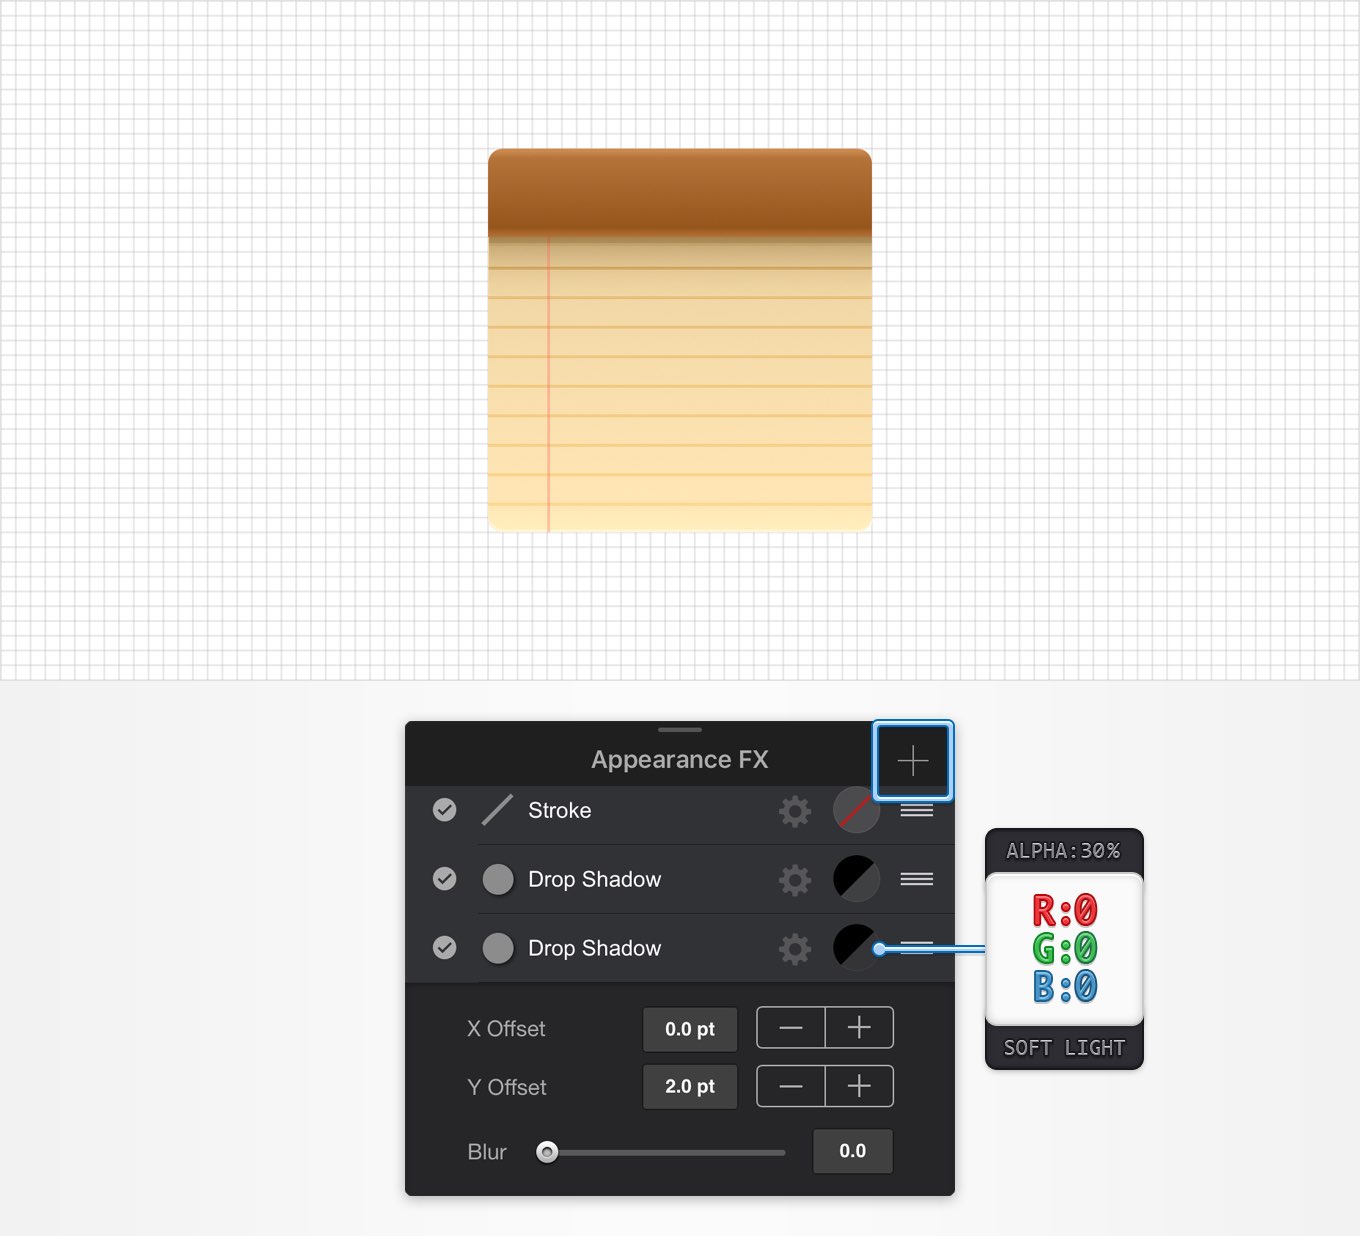 Appearance FX
Stroke
Drop Shadow
Drop Shadow
X Offset 0.0 pt
Y Offset 2.0 pt
Blur 0.0
ALPHA:30%
R:0
G:0
B:0
SOFT LIGHT